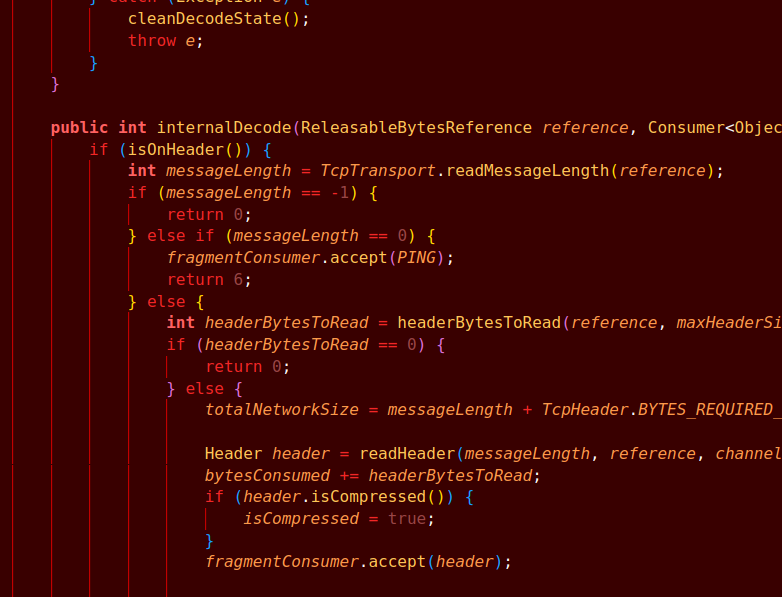 } catch (Exception e) {
cleanDecodeState();
throw e;
}
}
public int internalDecode(ReleasableBytesReference reference, Consumer<Objec
if (isOnHeader()) {
int messageLength = TcpTransport.readMessageLength(reference);
if (messageLength == -1) {
return 0;
} else if (messageLength == 0) {
fragmentConsumer.accept(PING);
return 6;
} else {
int headerBytesToRead = headerBytesToRead(reference, maxHeaderSi
if (headerBytesToRead == 0) {
return 0;
} else {
totalNetworkSize = messageLength + TcpHeader.BYTES_REQUIRED_
Header header = readHeader(messageLength, reference, channel
bytesConsumed += headerBytesToRead;
if (header.isCompressed()) {
isCompressed = true;
}
fragmentConsumer.accept(header);